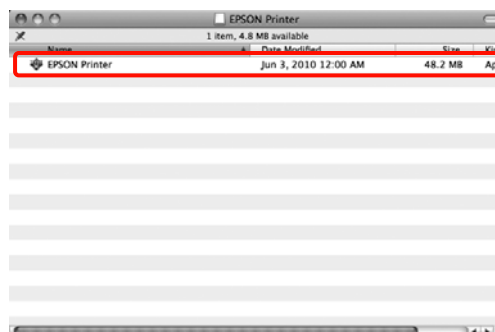 EPSON Printer
1 item, 4.8 MB available
Name Date Modified Size
EPSON Printer Jun 3, 2010 12:00 AM 48.2 MB Ap